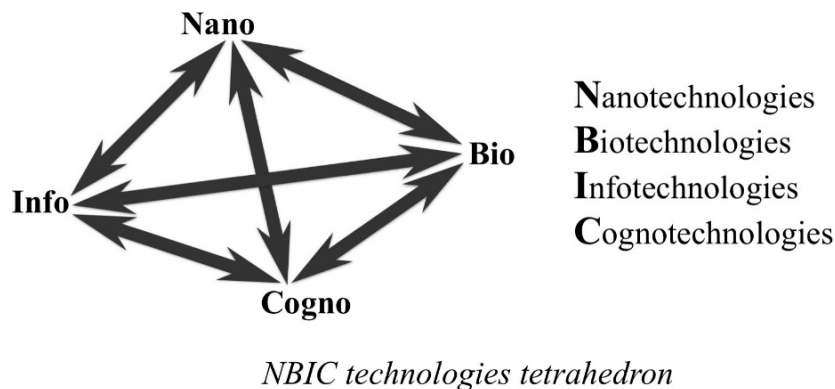 Nano
Bio
Info
Cogno
Nanotechnologies
Biotechnologies
Infotechnologies
Cognotechnologies
NBIC technologies tetrahedron